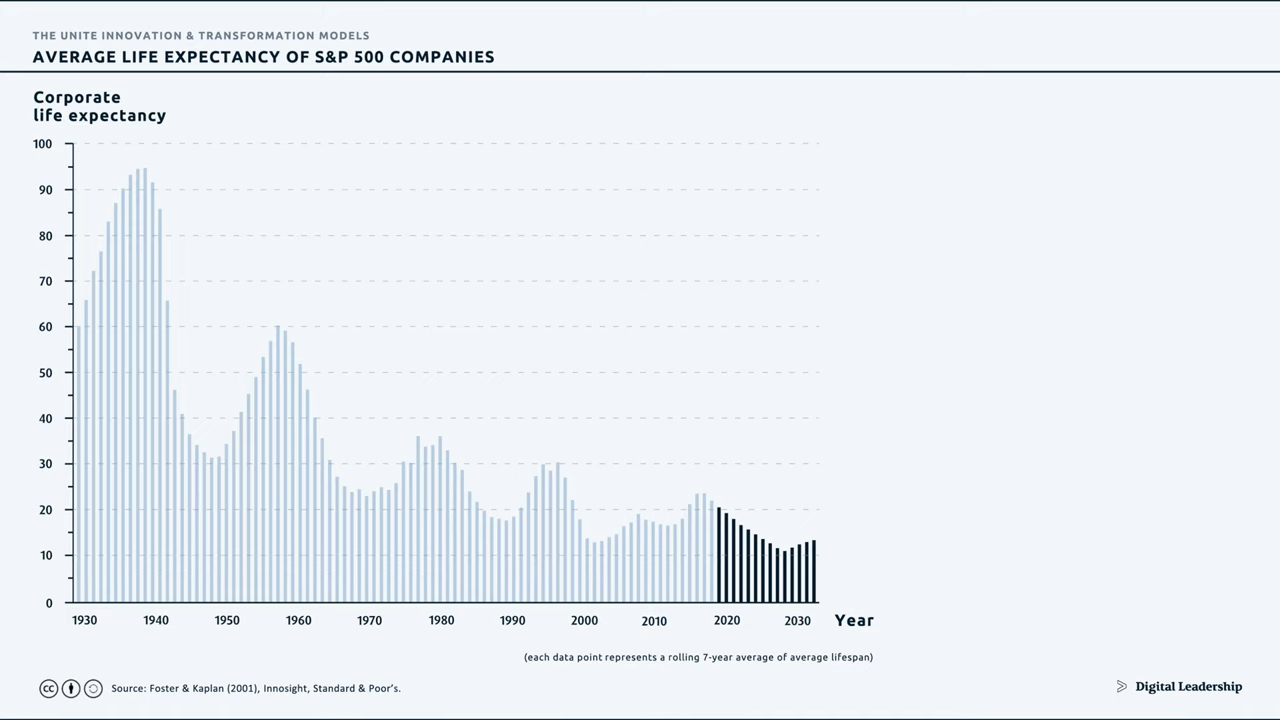 THE UNITE INNOVATION & TRANSFORMATION MODELS
AVERAGE LIFE EXPECTANCY OF S&P 500 COMPANIES
Corporate
life expectancy
100
90
80
70
60
50
40
30
20
10
0
1930 1940 1950 1960 1970 1980 1990 2000 2010 2020 2030 Year
(each data point represents a rolling 7-year average of average lifespan)
cc Source: Foster & Kaplan (2001), Innosight, Standard & Poor's.
Digital Leadership